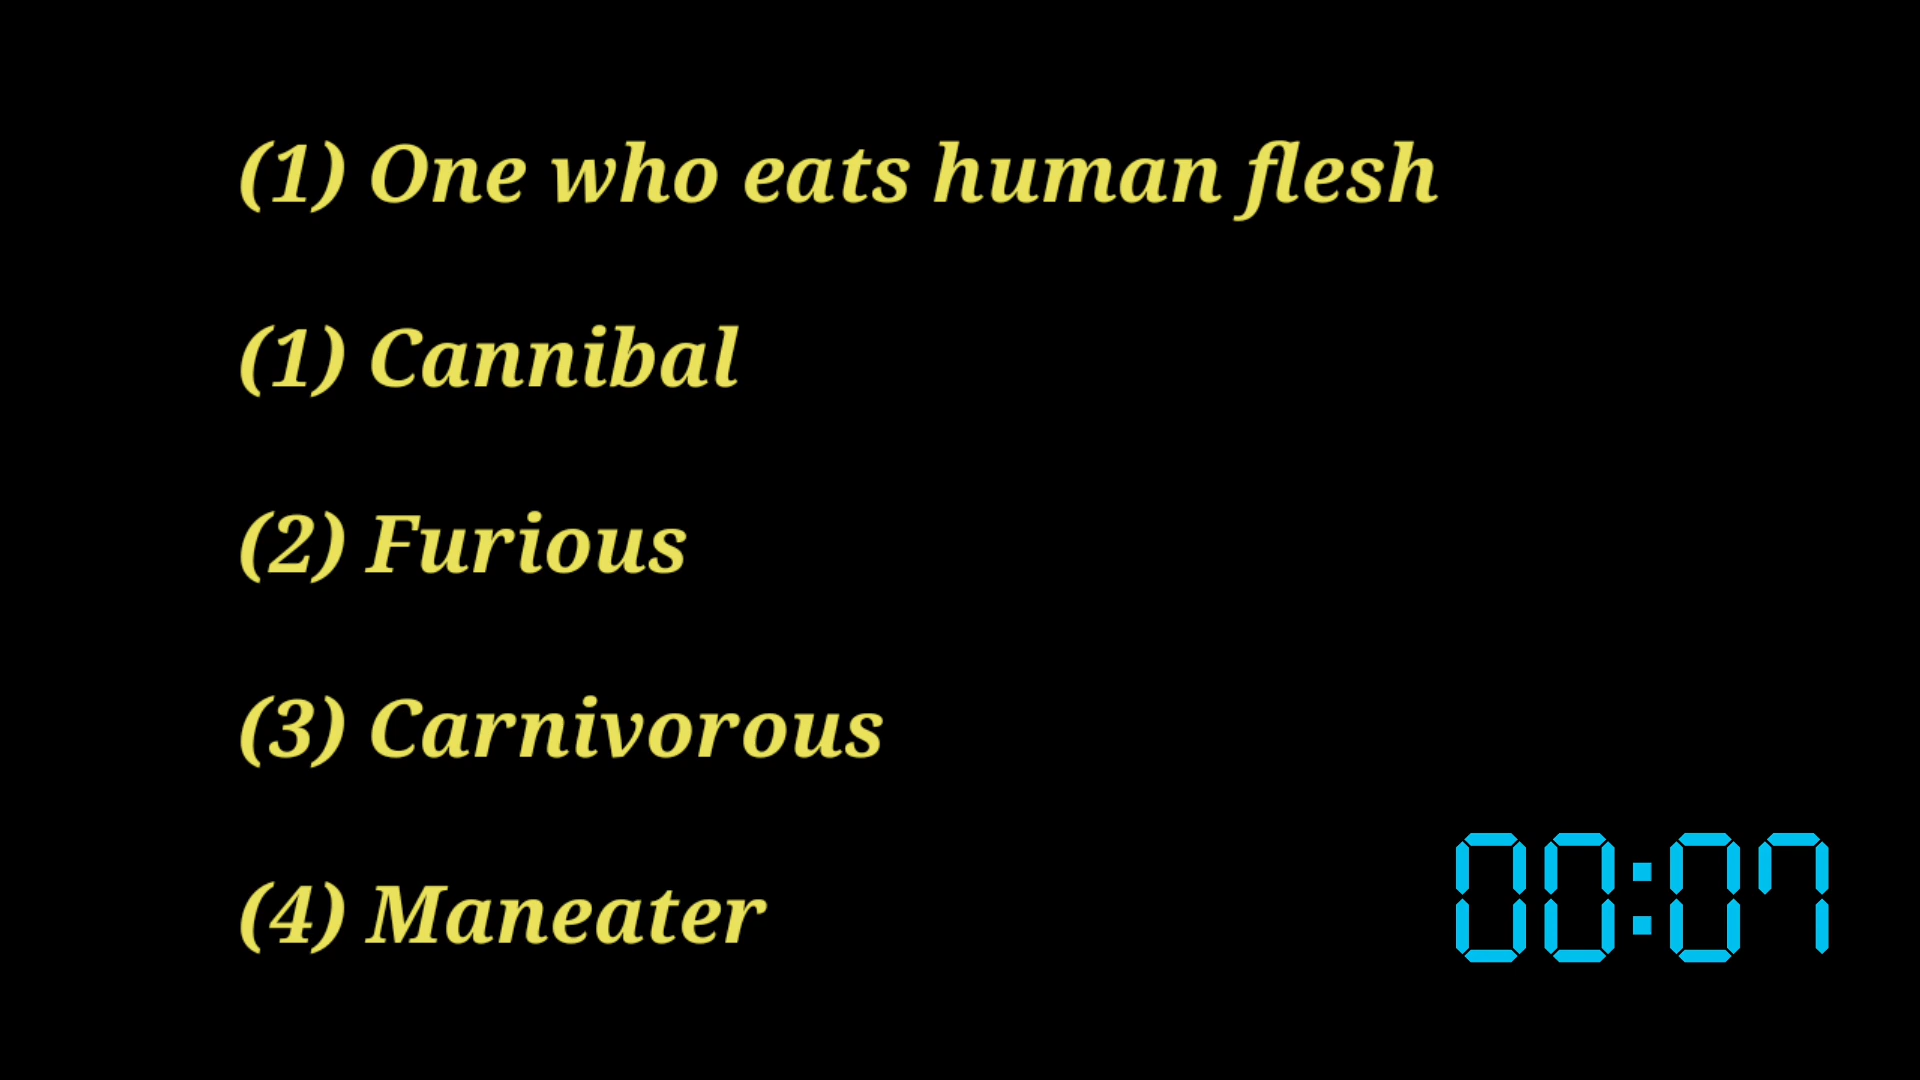 (1) One who eats human flesh
(1) Cannibal
(2) Furious
(3) Carnivorous
(4) Maneater
00:07